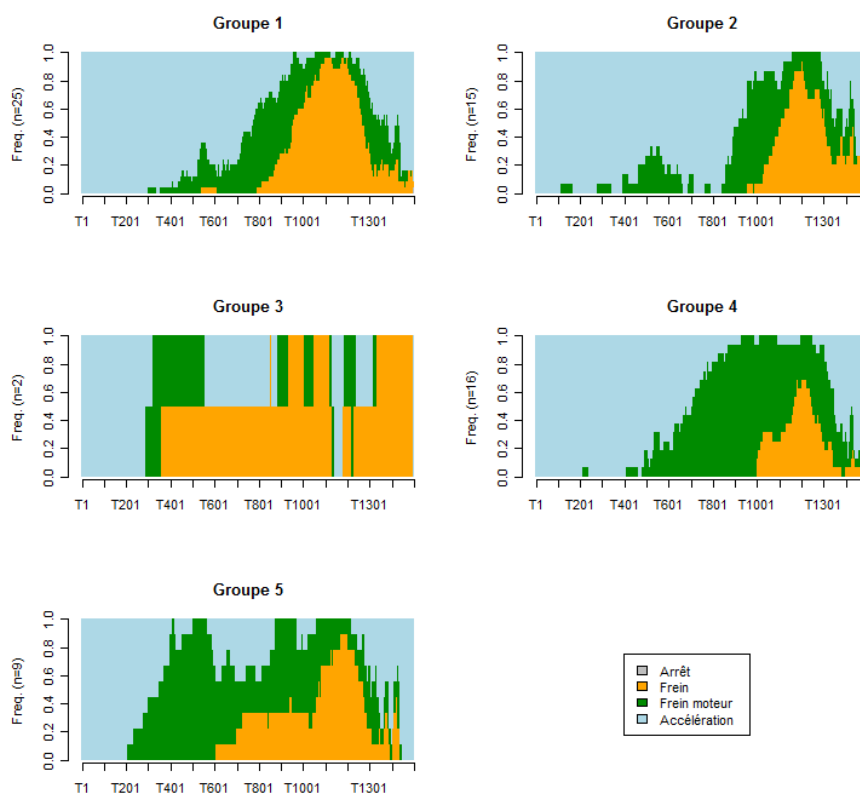 Groupe 1
Freq. (n=25)
0.0 0.2 0.4 0.6 0.8 1.0
T1 T201 T401 T601 T801 T1001 T1301
Groupe 2
Freq. (n=15)
0.0 0.2 0.4 0.6 0.8 1.0
T1 T201 T401 T601 T801 T1001 T1301
Groupe 3
Freq. (n=2)
0.0 0.2 0.4 0.6 0.8 1.0
T1 T201 T401 T601 T801 T1001 T1301
Groupe 4
Freq. (n=16)
0.0 0.2 0.4 0.6 0.8 1.0
T1 T201 T401 T601 T801 T1001 T1301
Groupe 5
Freq. (n=9)
0.0 0.2 0.4 0.6 0.8 1.0
T1 T201 T401 T601 T801 T1001 T1301
Arrêt
Frein
Frein moteur
Accélération